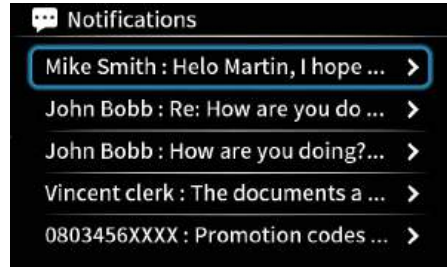 Notifications
Mike Smith : Helo Martin, I hope ...
John Bobb : Re: How are you do ...
John Bobb : How are you doing?...
Vincent clerk : The documents a ...
0803456XXXX : Promotion codes ...